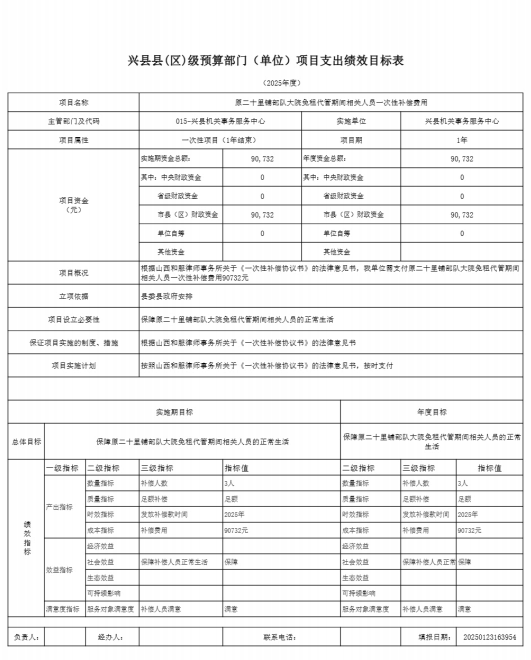 兴县县(区)级预算部门（单位）项目支出绩效目标表
（2025年度）
项目名称 原二十里铺部队大院免租代管期间相关人员一次性补偿费用
主管部门及代码 015-兴县机关事务服务中心 实施单位 兴县机关事务服务中心
项目属性 一次性项目（1年结束） 项目期 1年
项目资金（元） 实施期资金总额： 90,732 年度资金总额： 90,732
其中：中央财政资金 0 其中：中央财政资金 0
省级财政资金 0 省级财政资金 0
市县（区）财政资金 90,732 市县（区）财政资金 90,732
单位自筹 0 单位自筹 0
其他资金 其他资金
项目概况 根据山西和服律师事务所关于《一次性补偿协议书》的法律意见书，我单位需支付原二十里铺部队大院免租代管期间
相关人员一次性补偿费用90732元
立项依据 县委县政府安排
项目设立必要性 保障原二十里铺部队大院免租代管期间相关人员的正常生活
保证项目实施的制度、措施 根据山西和服律师事务所关于《一次性补偿协议书》的法律意见书
项目实施计划 按照山西和服律师事务所关于《一次性补偿协议书》的法律意见书，按时支付
实施期目标 年度目标
总体目标 保障原二十里铺部队大院免租代管期间相关人员的正常生活 保障原二十里铺部队大院免租代管期间相关人员的正常
生活
绩效指标 一级指标 二级指标 三级指标 指标值 二级指标 三级指标 指标值
产出指标 数量指标 补偿人数 3人 数量指标 补偿人数 3人
质量指标 足额补偿 足额 质量指标 足额补偿 足额
时效指标 发放补偿款时间 2025年 时效指标 发放补偿款时间 2025年
成本指标 补偿费用 90732元 成本指标 补偿费用 90732元
效益指标 经济效益 经济效益
社会效益 保障补偿人员正常生活 保障 社会效益 保障补偿人员正常 保障
生态效益 生态效益
可持续影响 可持续影响
满意度指标 服务对象满意度 补偿人员满意 满意 服务对象满意度 补偿人员满意 满意
负责人： 经办人： 联系电话： 填报日期： 20250123163954